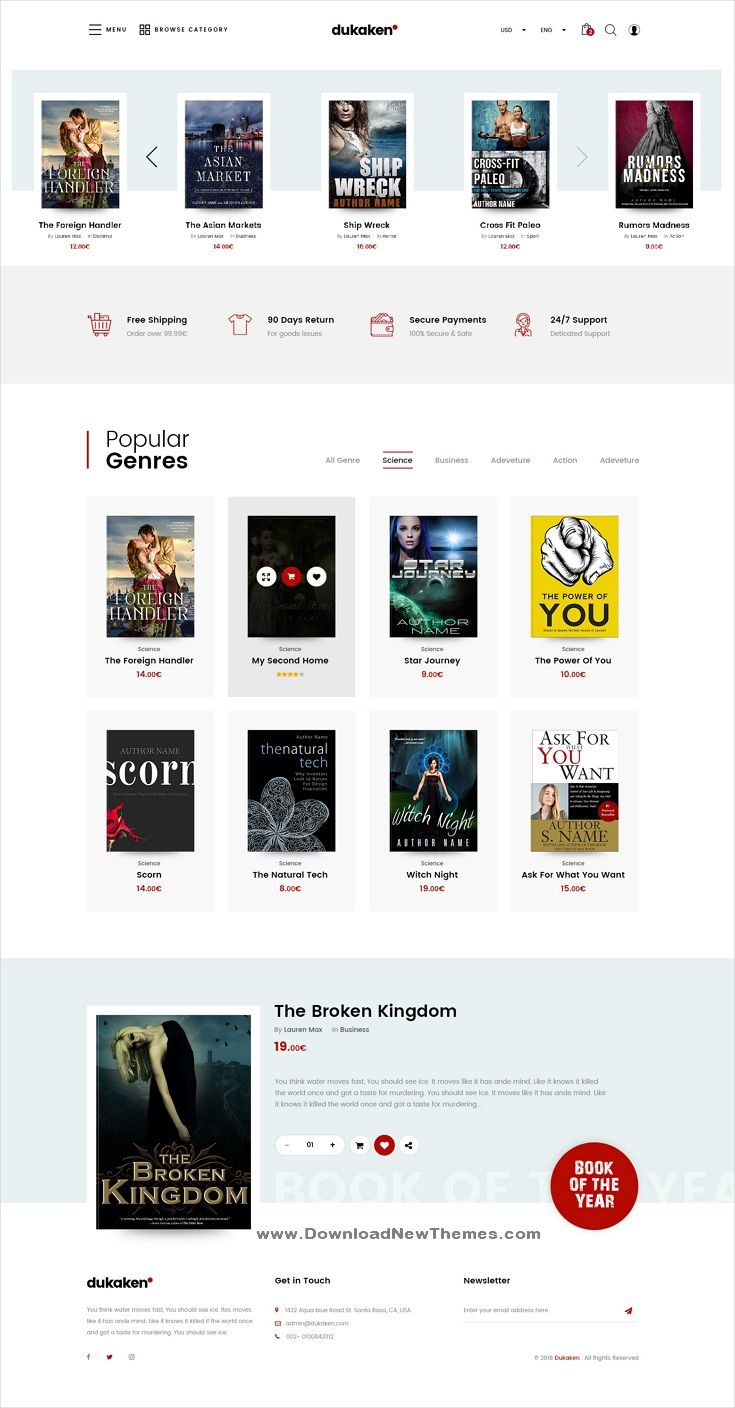 MENU
BROWSE CATEGORY
dukaken
USD
ENG
2
THE
FOREIGN
HANDLER
THE
ASIAN
MARKET
SHIP
WRECK
AUTHOR NAME
CROSS-FIT
PALEO
AUTHOR NAME
RUMORS
MADNESS
The Foreign Handler
By Lauren Max In Dorama
12.00€
The Asian Markets
By Lauren Max In Business
14.00€
Ship Wreck
By Lauren Max In Horror
16.00€
Cross Fit Paleo
By Lauren Max In Sport
12.00€
Rumors Madness
By Lauren Max In Action
9.00€
Free Shipping
Order over 99.99€
90 Days Return
For goods issues
Secure Payments
100% Secure & Safe
24/7 Support
Deticated Support
Popular
Genres
All Genre
Science
Business
Adeveture
Action
Adeveture
THE
FOREIGN
HANDLER
Science
The Foreign Handler
14.00€
My Second Home
Science
My Second Home
STAR
JOURNEY
AUTHOR
NAME
Science
Star Journey
9.00€
THE POWER OF
YOU
Science
The Power Of You
10.00€
AUTHOR NAME
scorn
Science
Scorn
14.00€
Author Name
thenatural
tech
Why Inventors
Look to Nature
For Design
Inspiration
Science
The Natural Tech
8.00€
Witch Night
AUTHOR NAME
Science
Witch Night
19.00€
ASK FOR
WHAT
YOU
WANT
AUTHOR
S. NAME
Science
Ask For What You Want
15.00€
THE
BROKEN
KINGDOM
The Broken Kingdom
By Lauren Max In Business
19.00€
You think water moves fast, You should see ice. It moves like it has ande mind. Like it knows it killed
the world once and got a taste for murdering. You should see ice. It moves like it has ande mind. Like
it knows it killed the world once and got a taste for murdering...
- 01 +
BOOK OF THE YEA
BOOK
OF THE
YEAR
www.DownloadNewThemes.com
dukaken
You think water moves fast, You should see ice. Ites moves
like it has ande mind. Like it knows it killed if the world once
and got a taste for murdering. You should see ice.
Get in Touch
1422 Aqua blue Road St. Santa Rosa, CA, USA.
admin@dukaken.com
002- 01008431112
Newsletter
Enter your email address here
© 2018 Dukaken . All Rights Reserved